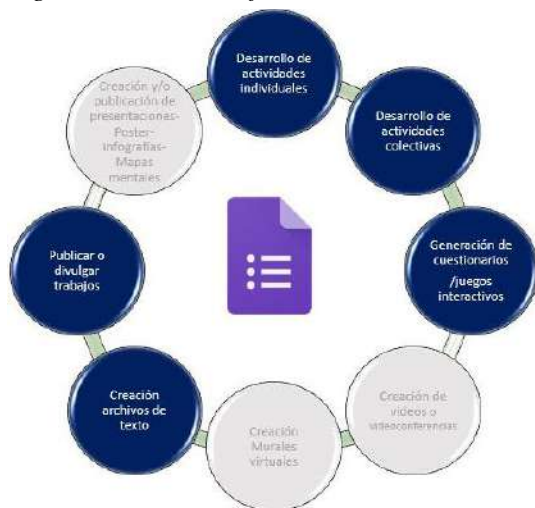 Desarrollo de
actividades
individuales
Desarrollo de
actividades
colectivas
Generación de
cuestionarios
/juegos
interactivos
Creación de
videos o
videoconferencias
Creación
Murales
virtuales
Creación
archivos de
texto
Publicar o
divulgar
trabajos
Creación y/o
publicación de
presentaciones-
Poster-
infografías-
Mapas
mentales